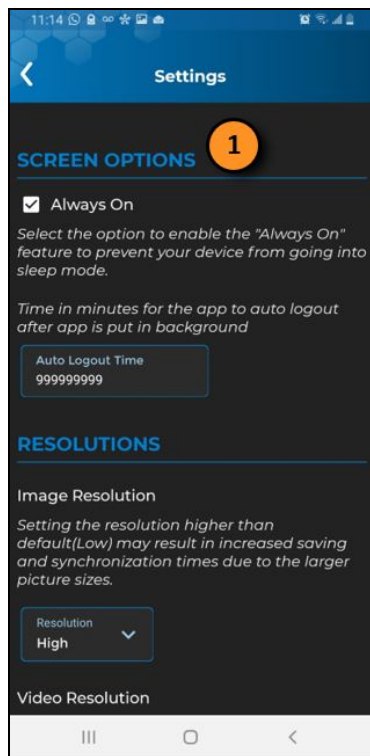 11:14
Settings
1
SCREEN OPTIONS
Always On
Select the option to enable the "Always On"
feature to prevent your device from going into
sleep mode.
Time in minutes for the app to auto logout
after app is put in background
Auto Logout Time
999999999
RESOLUTIONS
Image Resolution
Setting the resolution higher than
default(Low) may result in increased saving
and synchronization times due to the larger
picture sizes.
Resolution
High
Video Resolution